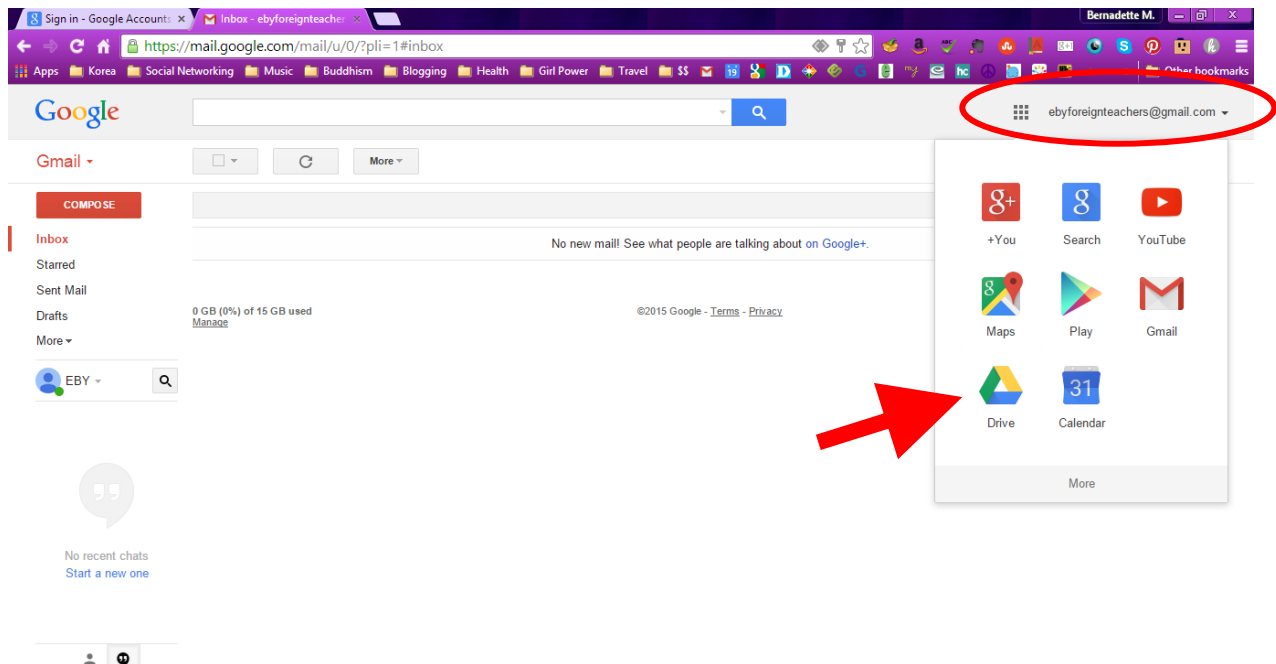 Sign in - Google Accounts
Inbox - ebyforeignteacher
Bernadette M.
https://mail.google.com/mail/u/0/?pli=1#inbox
Apps Korea Social Networking Music Buddhism Blogging Health Girl Power Travel $$ Other bookmarks
Google
ebyforeignteachers@gmail.com
Gmail
More
COMPOSE
Inbox
Starred
Sent Mail
Drafts
More
No new mail! See what people are talking about on Google+.
0 GB (0%) of 15 GB used
Manage
©2015 Google - Terms - Privacy
EBY
No recent chats
Start a new one
+You Search YouTube
Maps Play Gmail
31
Drive Calendar
More